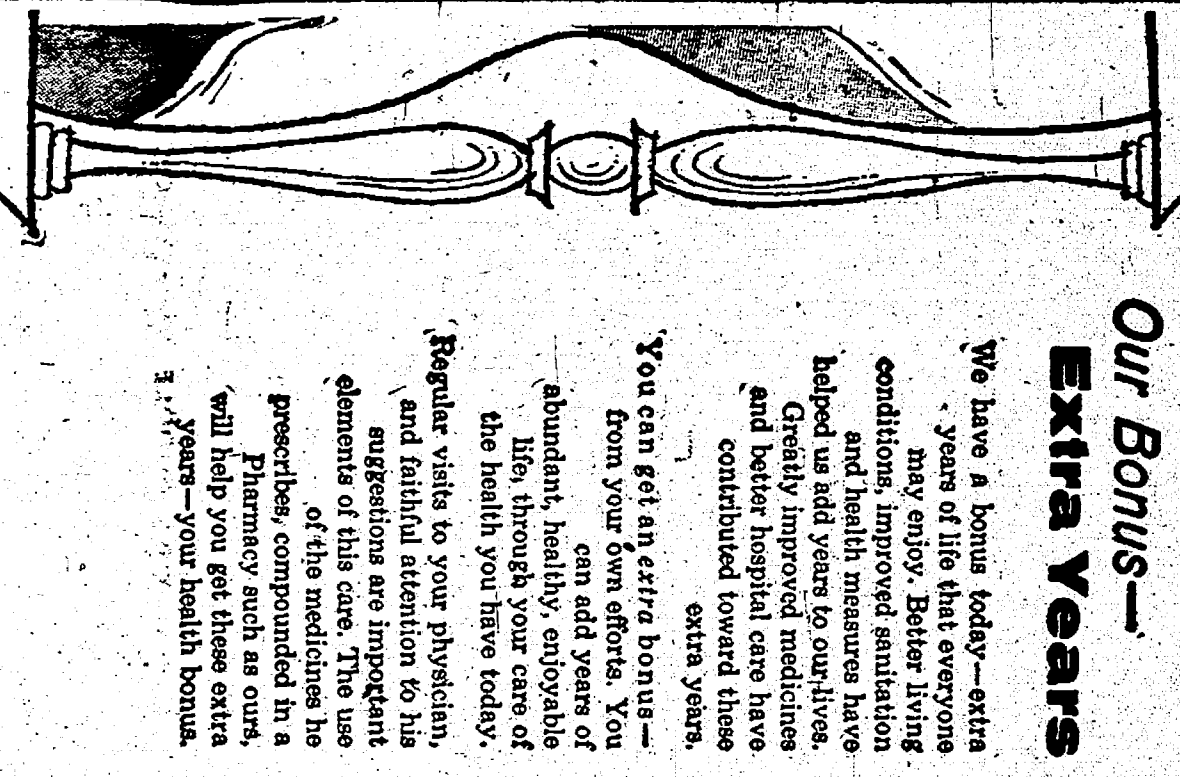 Our Bonus—
Extra Years
We have a bonus today—extra
years of life that everyone
may enjoy. Better living
conditions, improved sanitation
and health measures have
helped us add years to our lives.
Greatly improved medicines
and better hospital care have
contributed toward these
extra years.
You can get an extra bonus—
from your own efforts. You
can add years of
abundant, healthy, enjoyable
life, through your care of
the health you have today.
Regular visits to your physician,
and faithful attention to his
suggestions are important
elements of this care. The use
of the medicines he
prescribes, compounded in a
Pharmacy such as ours,
will help you get these extra
years—your health bonus.